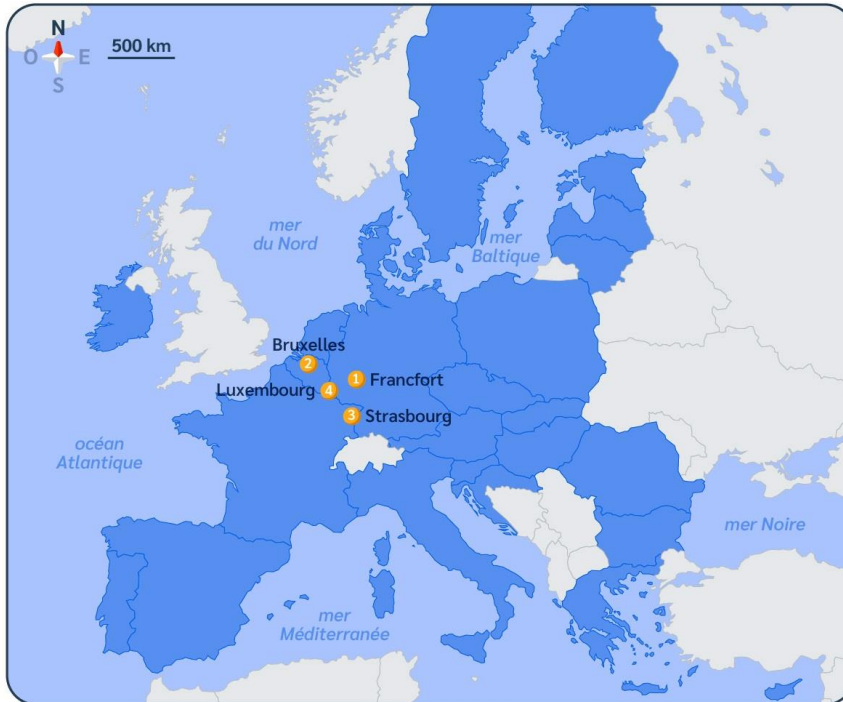 N
O E
S
500 km
mer
du Nord
mer
Baltique
Bruxelles
2
1 Francfort
Luxembourg 4
3 Strasbourg
océan
Atlantique
mer Noire
mer
Méditerranée